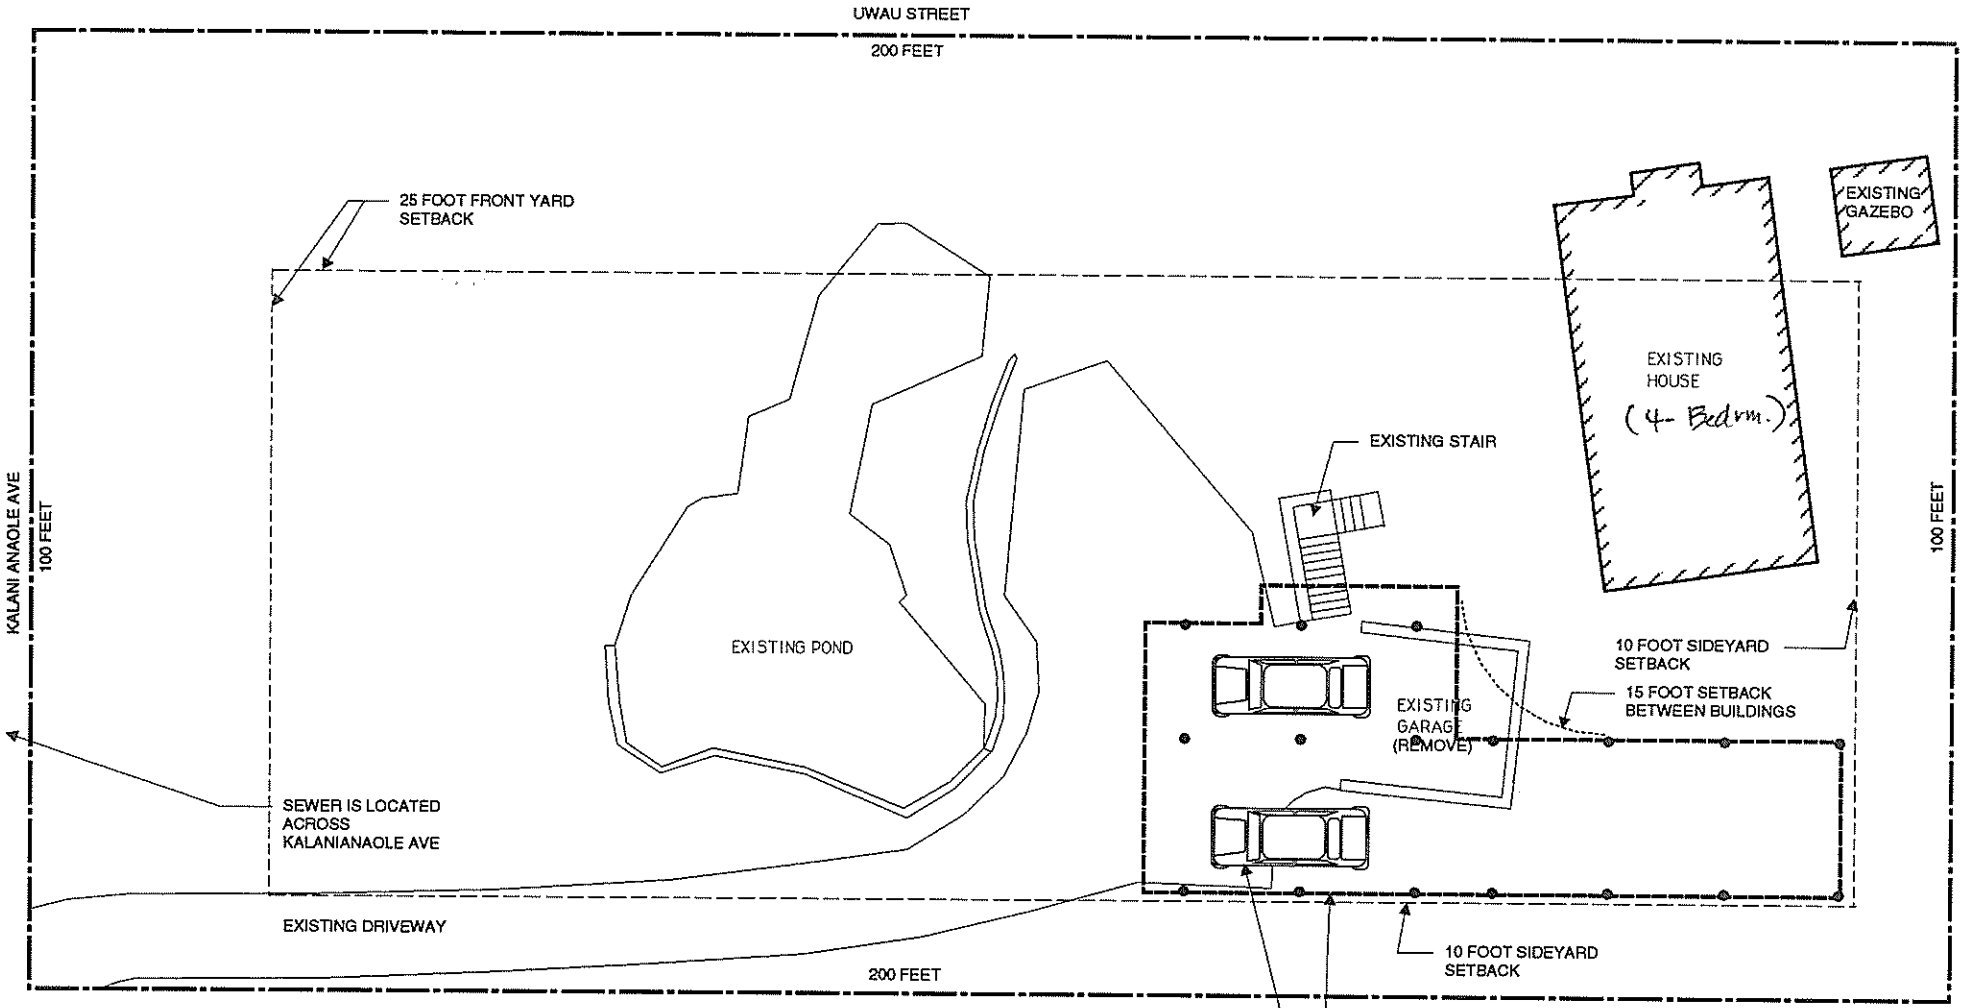 UWAU STREET
200 FEET
25 FOOT FRONT YARD
SETBACK
EXISTING
GAZEBO
EXISTING
HOUSE
(4- Bedrm.)
EXISTING STAIR
KALANI ANAOLE AVE
100 FEET
100 FEET
EXISTING POND
10 FOOT SIDEYARD
SETBACK
15 FOOT SETBACK
BETWEEN BUILDINGS
EXISTING
GARAGE
(REMOVE)
SEWER IS LOCATED
ACROSS
KALANIANAOLE AVE
EXISTING DRIVEWAY
10 FOOT SIDEYARD
SETBACK
200 FEET